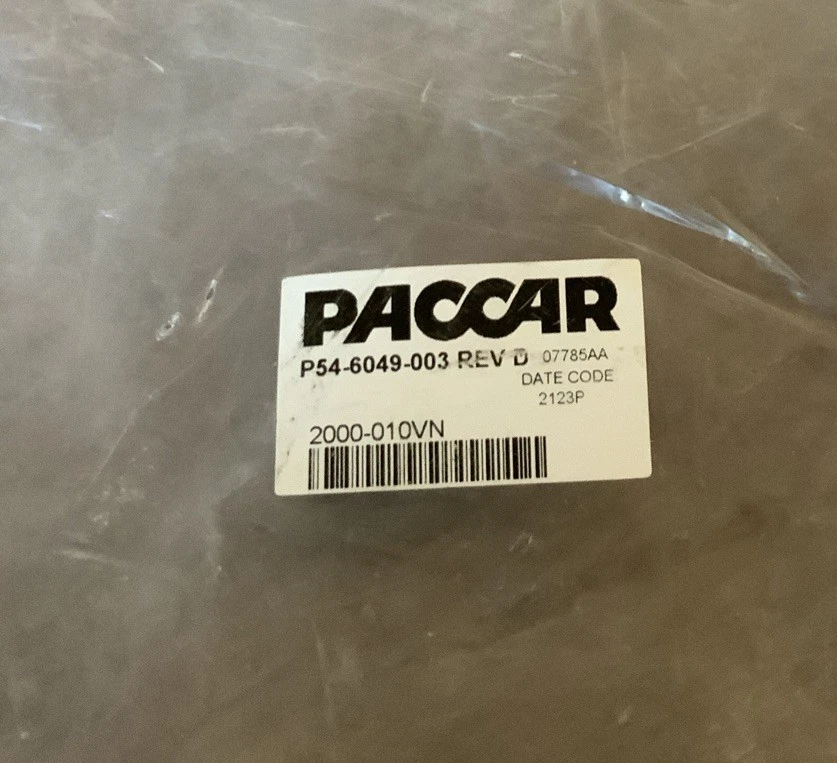 PACCAR
P54-6049-003 REV D 07785AA
DATE CODE
2123P
2000-010VN